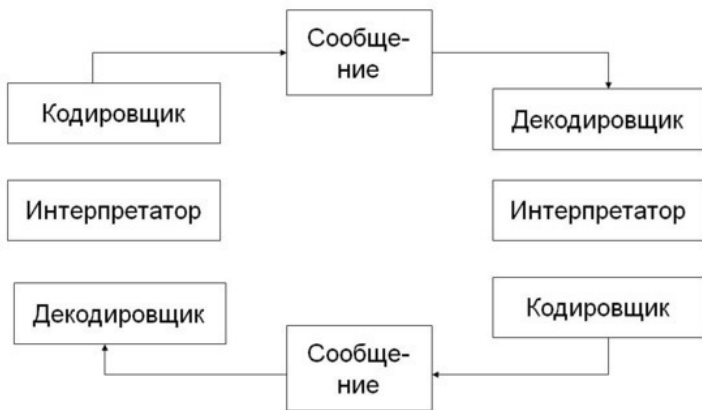 Сообще-
ние
Кодировщик
Декодировщик
Интерпретатор
Интерпретатор
Декодировщик
Кодировщик
Сообще-
ние